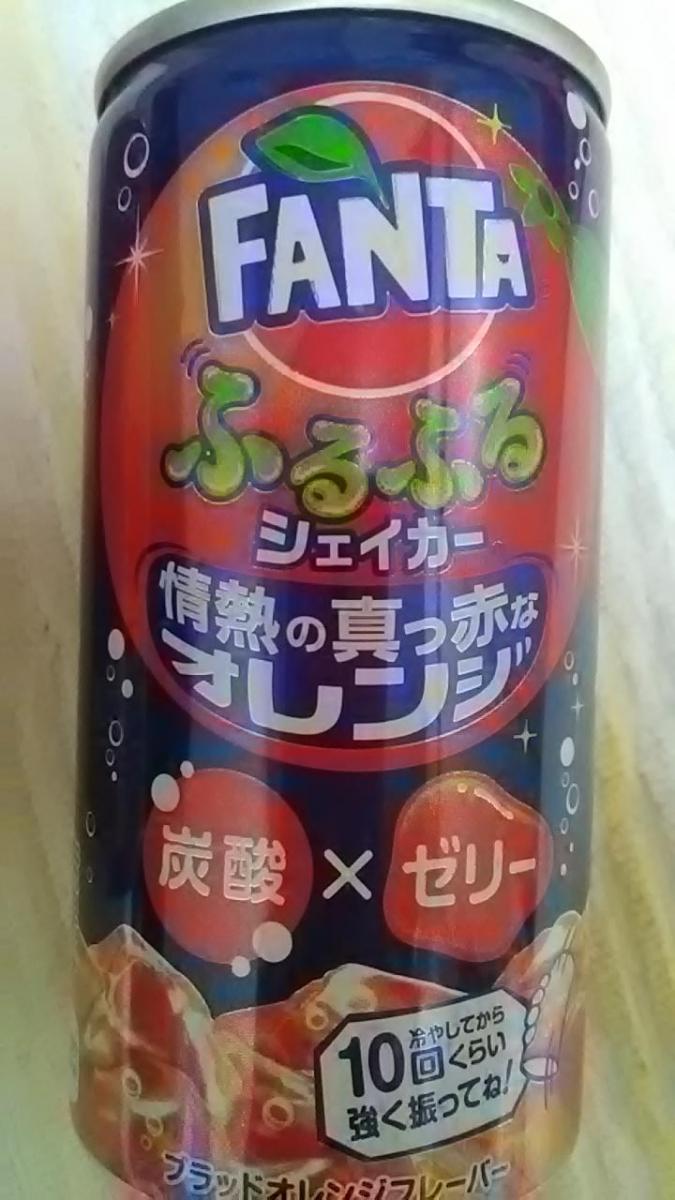 FANTA
ふるふる
シェイカー
情熱の真っ赤な
オレンジ
炭酸×ゼリー
冷やしてから
10回くらい
強く振ってね!
ブラッドオレンジフレーバー